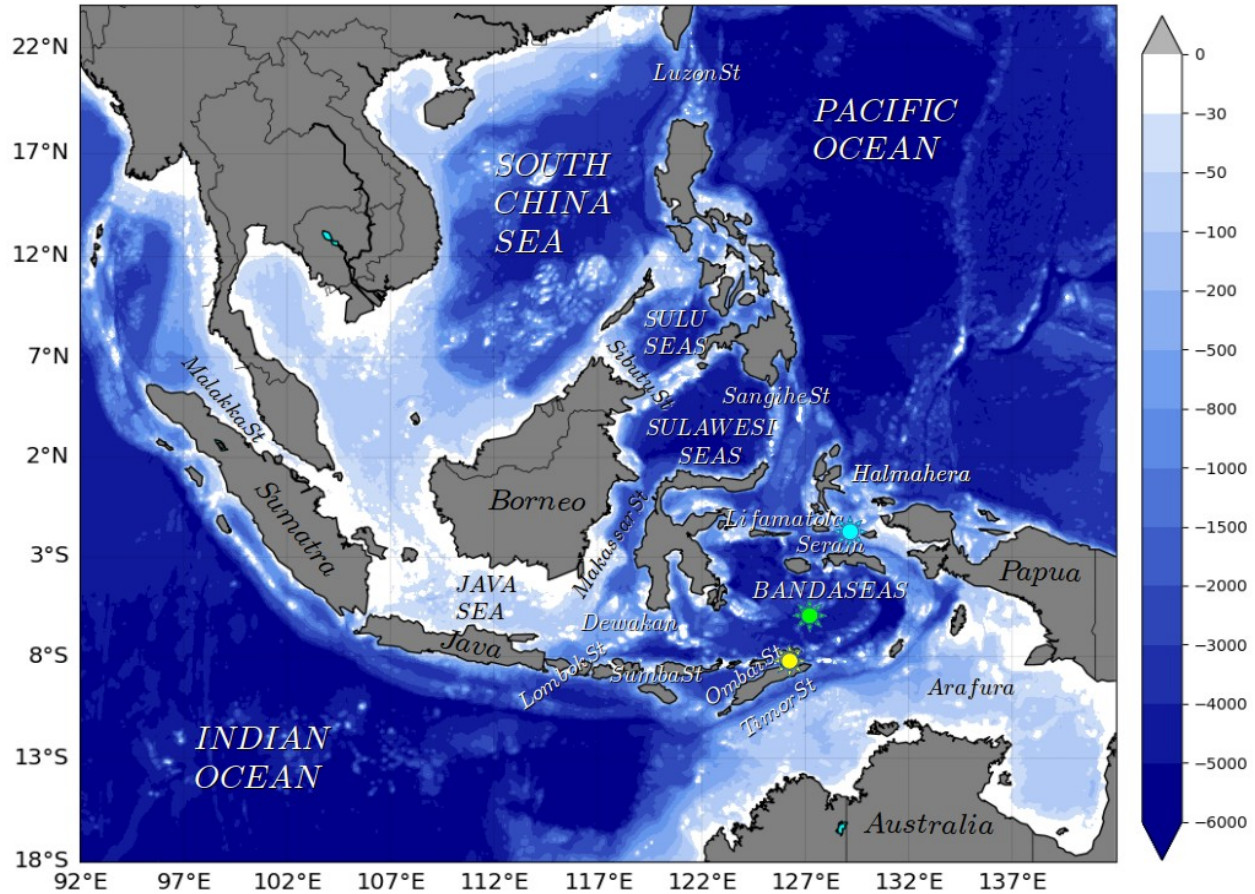 22°N
17°N
12°N
7°N
2°N
3°S
8°S
13°S
18°S
92°E
97°E
102°E
107°E
112°E
117°E
122°E
127°E
132°E
137°E
LuzonSt
PACIFIC
OCEAN
SOUTH
CHINA
SEA
SULU
SEAS
SibutuSt
MalakkaSt
SangiheSt
SULAWESI
SEAS
Halmahera
Borneo
Sumatra
MakassarSt
Lifamatola
Seram
Papua
BANDASEAS
JAVA
SEA
Dewakan
Java
LombokSt
SumbaSt
OmbaiSt
TimorSt
Arafura
INDIAN
OCEAN
Australia
0
−30
−50
−100
−200
−500
−800
−1000
−1500
−2000
−3000
−4000
−5000
−6000